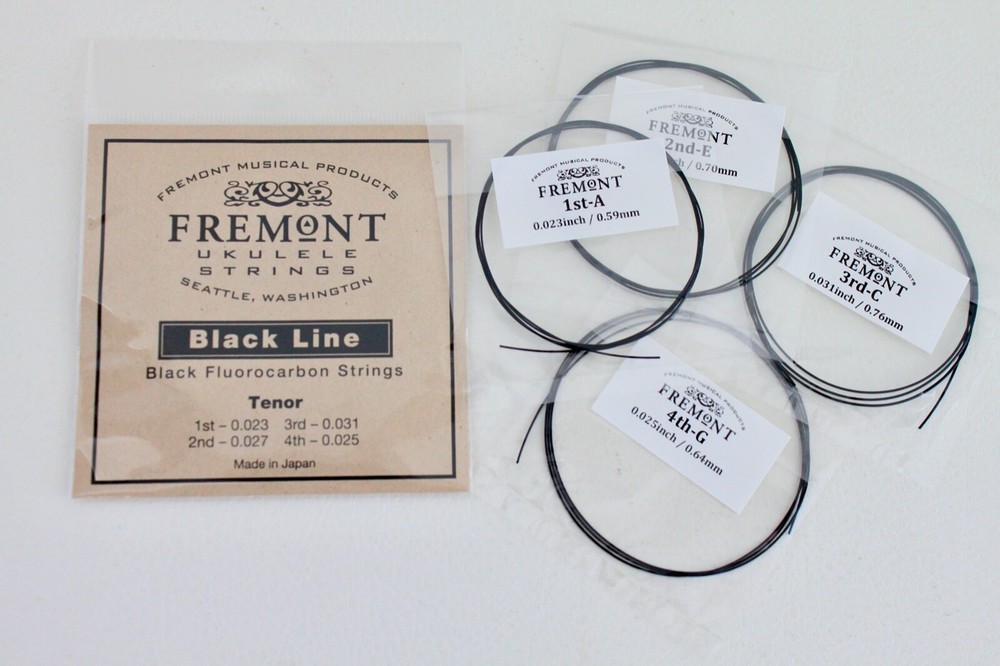 FREMONT MUSICAL PRODUCTS
FREMONT
UKULELE
STRINGS
SEATTLE, WASHINGTON
Black Line
Black Fluorocarbon Strings
Tenor
1st – 0.023 3rd – 0.031
2nd – 0.027 4th – 0.025
Made in Japan
FREMONT MUSICAL PRODUCTS
FREMONT
1st-A
0.023inch / 0.59mm
FREMONT MUSICAL PRODUCTS
FREMONT
2nd-E
/ 0.70mm
FREMONT MUSICAL PRODUCTS
FREMONT
3rd-C
0.031inch / 0.76mm
FREMONT MUSICAL PRODUCTS
FREMONT
4th-G
0.025inch / 0.64mm